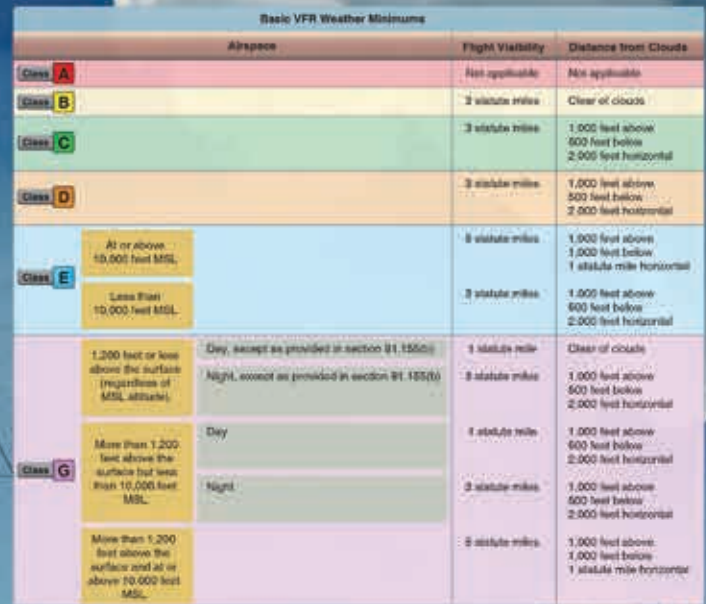 Basic VFR Weather Minimums
Airspace
Flight Visibility
Distance from Clouds
Class A
Not applicable
Not applicable
Class B
3 statute miles
Clear of clouds
Class C
3 statute miles
1,000 feet above
500 feet below
2,000 feet horizontal
Class D
3 statute miles
1,000 feet above
500 feet below
2,000 feet horizontal
Class E
At or above
10,000 feet MSL
5 statute miles
1,000 feet above
1,000 feet below
1 statute mile horizontal
Less than
10,000 feet MSL
3 statute miles
1,000 feet above
500 feet below
2,000 feet horizontal
Class G
1,200 feet or less
above the surface
(regardless of
MSL altitude).
Day, except as provided in section 91.155(b)
1 statute mile
Clear of clouds
Night, except as provided in section 91.155(b)
3 statute miles
1,000 feet above
500 feet below
2,000 feet horizontal
More than 1,200
feet above the
surface but less
than 10,000 feet
MSL.
Day
1 statute mile
1,000 feet above
500 feet below
2,000 feet horizontal
Night
3 statute miles
1,000 feet above
500 feet below
2,000 feet horizontal
More than 1,200
feet above the
surface and at or
above 10,000 feet
MSL.
5 statute miles
1,000 feet above
1,000 feet below
1 statute mile horizontal